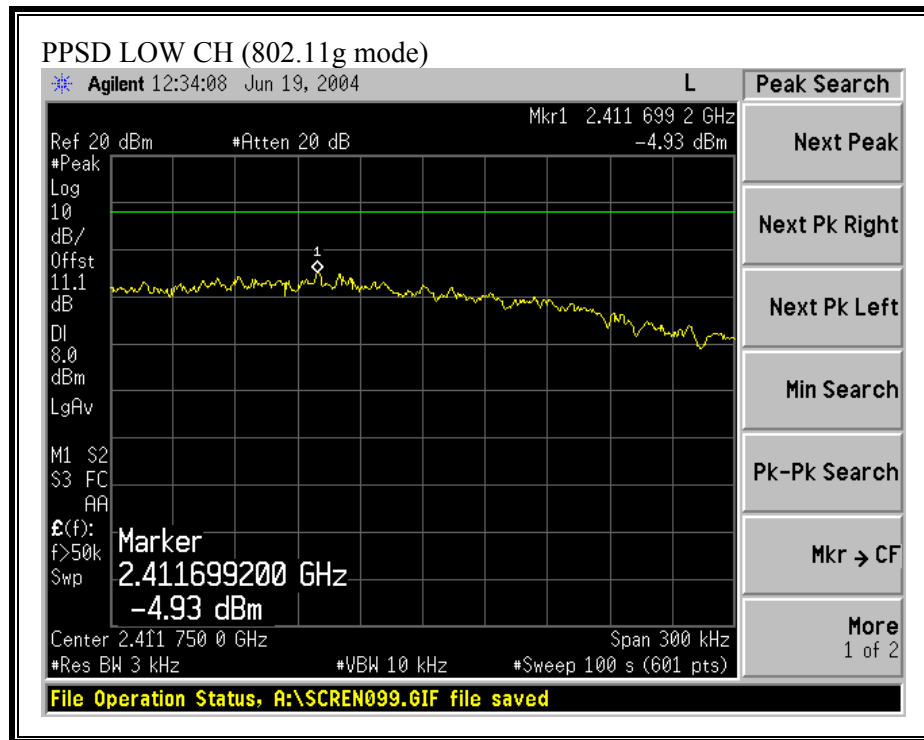 PPSD LOW CH (802.11g mode)
Agilent 12:34:08 Jun 19, 2004 L
Peak Search
Mkr1 2.411 699 2 GHz
Ref 20 dBm #Atten 20 dB -4.93 dBm
#Peak
Log
10
dB/
Offst
11.1
dB
DI
8.0
dBm
LgAv
M1 S2
S3 FC
AA
£(f):
f>50k
Swp
1
Marker
2.411699200 GHz
-4.93 dBm
Center 2.411 750 0 GHz Span 300 kHz
#Res BW 3 kHz #VBW 10 kHz #Sweep 100 s (601 pts)
File Operation Status, A:\SCREN099.GIF file saved
Next Peak
Next Pk Right
Next Pk Left
Min Search
Pk-Pk Search
Mkr → CF
More
1 of 2